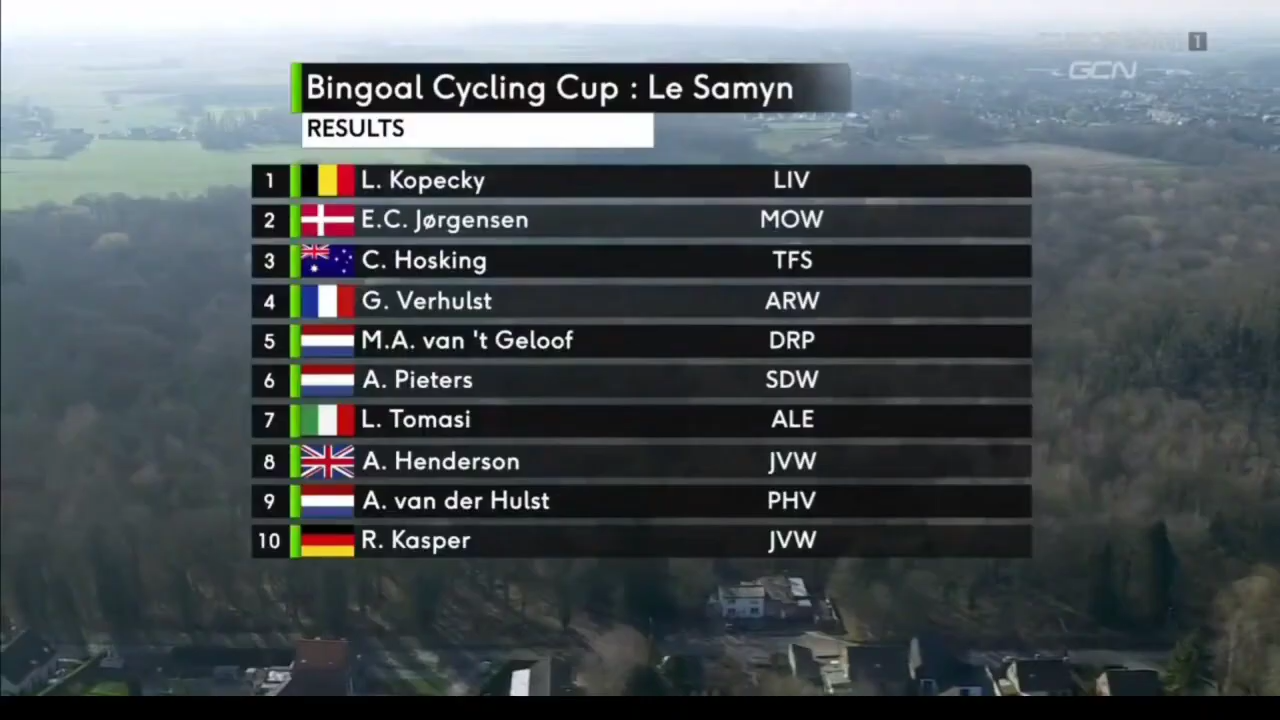 1
GCN
Bingoal Cycling Cup : Le Samyn
RESULTS
1 L. Kopecky LIV
2 E.C. Jørgensen MOW
3 C. Hosking TFS
4 G. Verhulst ARW
5 M.A. van 't Geloof DRP
6 A. Pieters SDW
7 L. Tomasi ALE
8 A. Henderson JVW
9 A. van der Hulst PHV
10 R. Kasper JVW